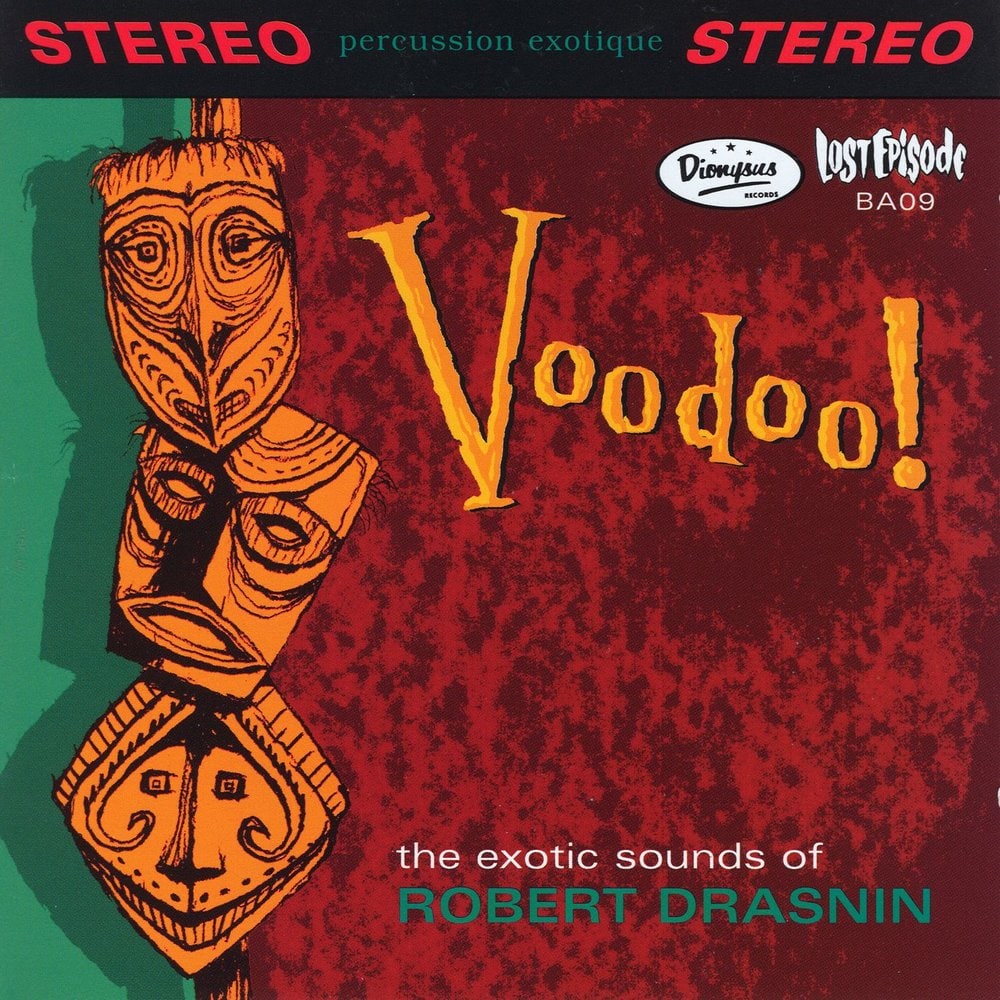 STEREO percussion exotique STEREO
Dionysus
RECORDS
LOST EPISODE
BA09
Voodoo!
the exotic sounds of
ROBERT DRASNIN